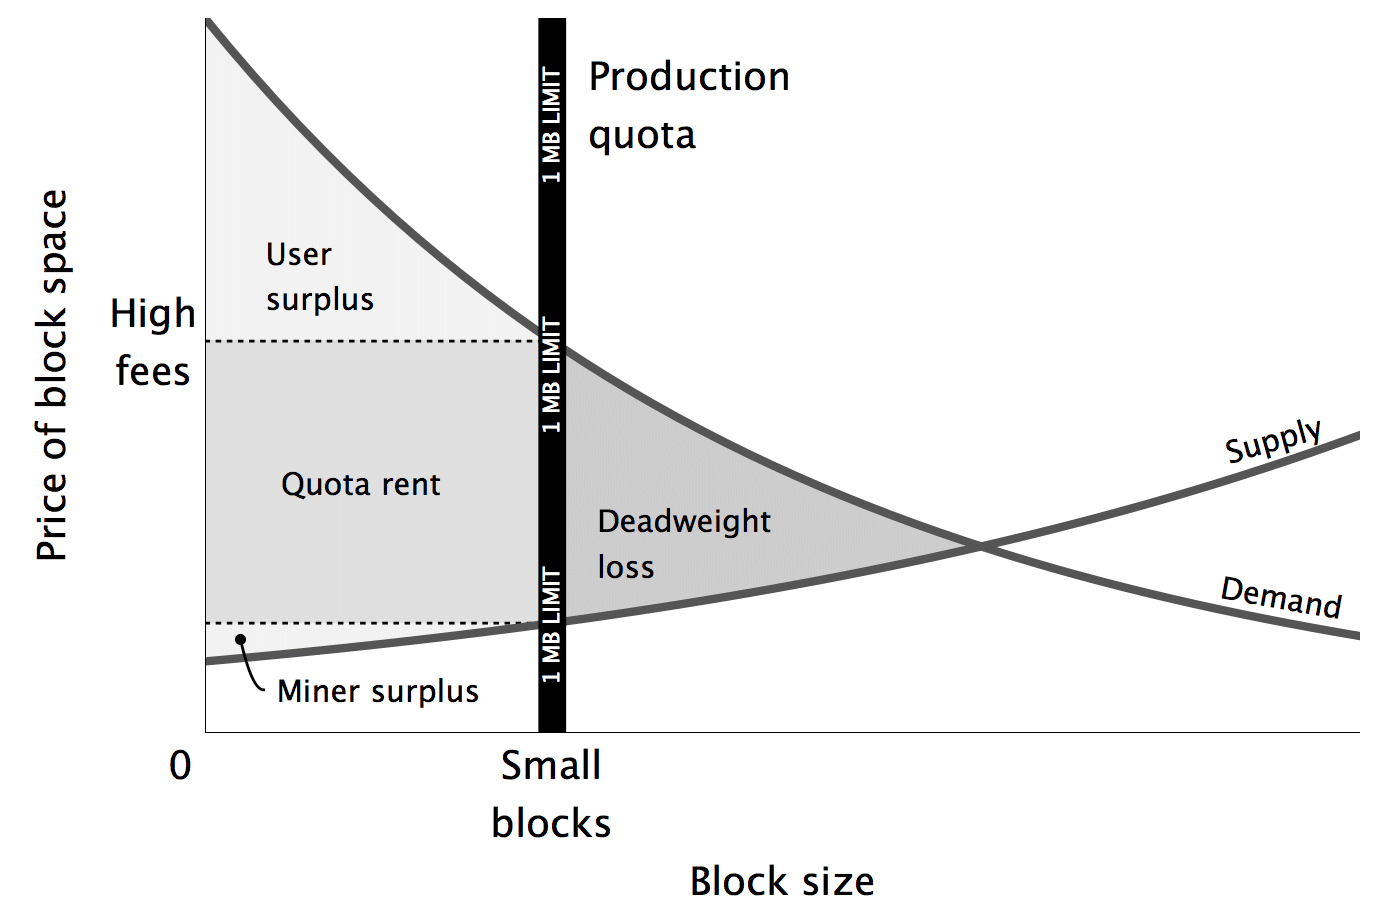 Production
quota
1 MB LIMIT
User
surplus
Price of block space
High
fees
1 MB LIMIT
Quota rent
Supply
Deadweight
loss
Demand
1 MB LIMIT
Miner surplus
0
Small
blocks
Block size